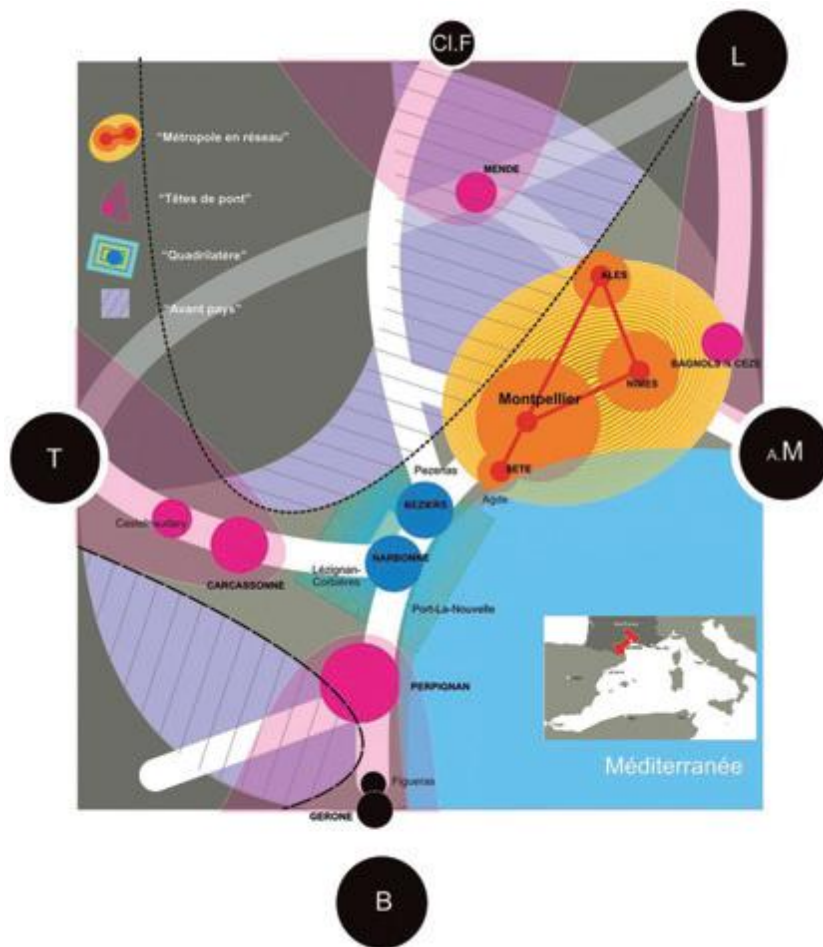 Cl.F
L
"Métropole en réseau"
"Têtes de pont"
"Quadrilatère"
"Avant pays"
MENDE
ALES
BAGNOLS
CEZE
NÎMES
Montpellier
T
A.M
SETE
Pezenas
Agde
BEZIERS
Castelnaudary
NARBONNE
Lézignan-
Corbières
CARCASSONNE
Port-La-Nouvelle
PERPIGNAN
Méditerranée
Figueras
GERONE
B